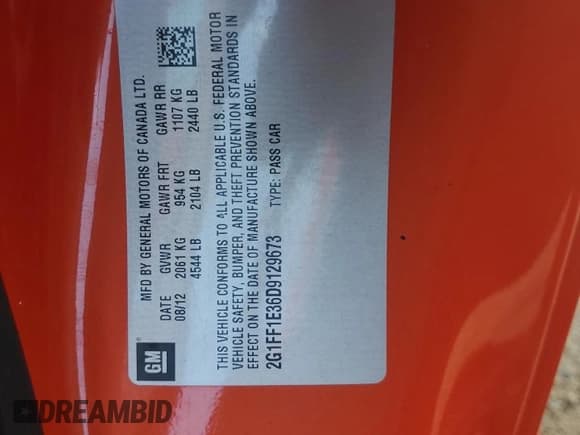 MFD BY GENERAL MOTORS OF CANADA LTD.
DATE GVWR GAWR FRT GAWR RR
08/12 2061 KG 954 KG 1107 KG
4544 LB 2104 LB 2440 LB
THIS VEHICLE CONFORMS TO ALL APPLICABLE U.S. FEDERAL MOTOR
VEHICLE SAFETY, BUMPER, AND THEFT PREVENTION STANDARDS IN
EFFECT ON THE DATE OF MANUFACTURE SHOWN ABOVE.
2G1FF1E36D9129673 TYPE: PASS CAR
GM
DREAMBID